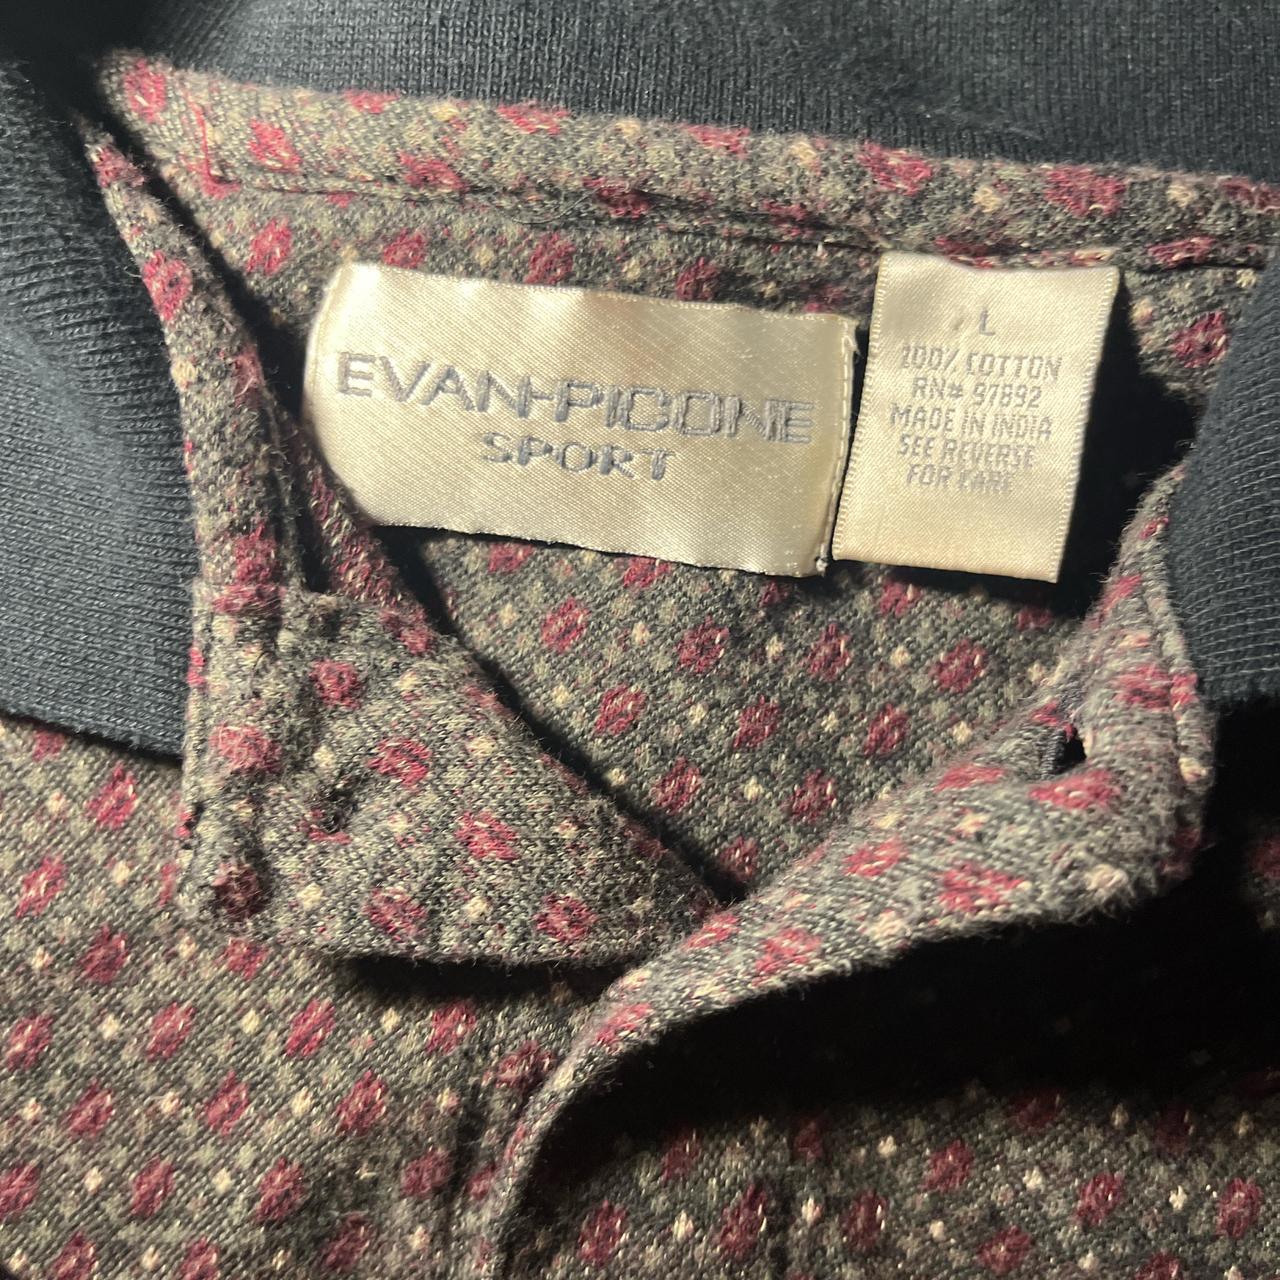 EVAN-PICONE
SPORT
L
100% COTTON
RN# 97892
MADE IN INDIA
SEE REVERSE
FOR CARE